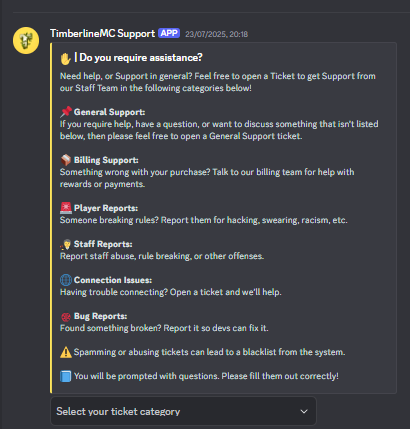 TimberlineMC Support APP 23/07/2025, 20:18
✋ | Do you require assistance?
Need help, or Support in general? Feel free to open a Ticket to get Support from
our Staff Team in the following categories below!
📌 General Support:
If you require help, have a question, or want to discuss something that isn't listed
below, then please feel free to open a General Support ticket.
Billing Support:
Something wrong with your purchase? Talk to our billing team for help with
rewards or payments.
🚨 Player Reports:
Someone breaking rules? Report them for hacking, swearing, racism, etc.
Staff Reports:
Report staff abuse, rule breaking, or other offenses.
🌐 Connection Issues:
Having trouble connecting? Open a ticket and we'll help.
Bug Reports:
Found something broken? Report it so devs can fix it.
⚠️ Spamming or abusing tickets can lead to a blacklist from the system.
📘 You will be prompted with questions. Please fill them out correctly!
Select your ticket category